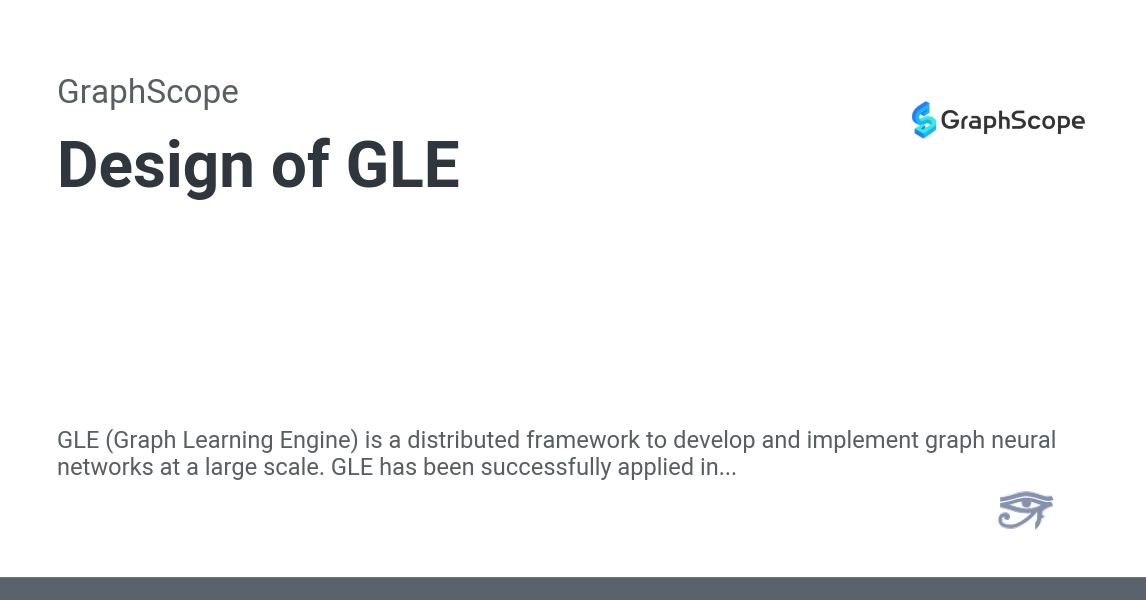 GraphScope
GraphScope
Design of GLE
GLE (Graph Learning Engine) is a distributed framework to develop and implement graph neural
networks at a large scale. GLE has been successfully applied in...